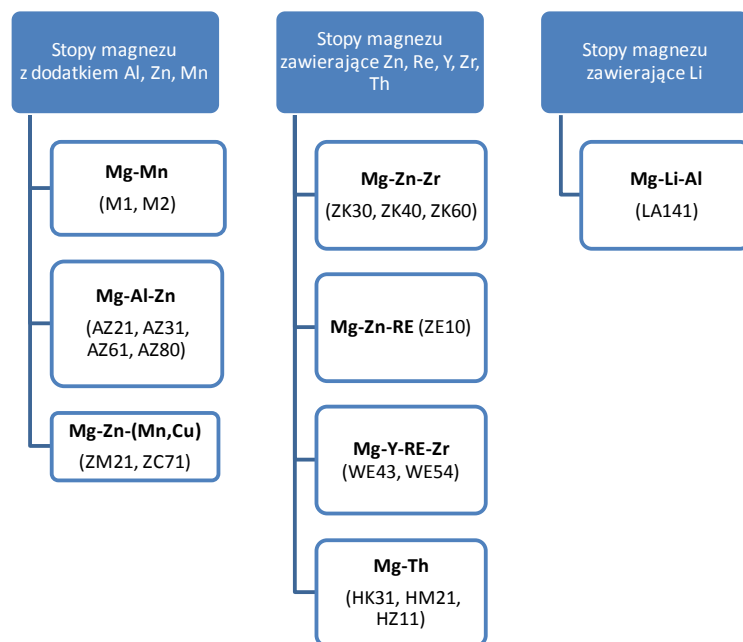 Stopy magnezu
z dodatkiem Al, Zn, Mn
Mg-Mn
(M1, M2)
Mg-Al-Zn
(AZ21, AZ31,
AZ61, AZ80)
Mg-Zn-(Mn,Cu)
(ZM21, ZC71)
Stopy magnezu
zawierające Zn, Re, Y, Zr,
Th
Mg-Zn-Zr
(ZK30, ZK40, ZK60)
Mg-Zn-RE (ZE10)
Mg-Y-RE-Zr
(WE43, WE54)
Mg-Th
(HK31, HM21,
HZ11)
Stopy magnezu
zawierające Li
Mg-Li-Al
(LA141)